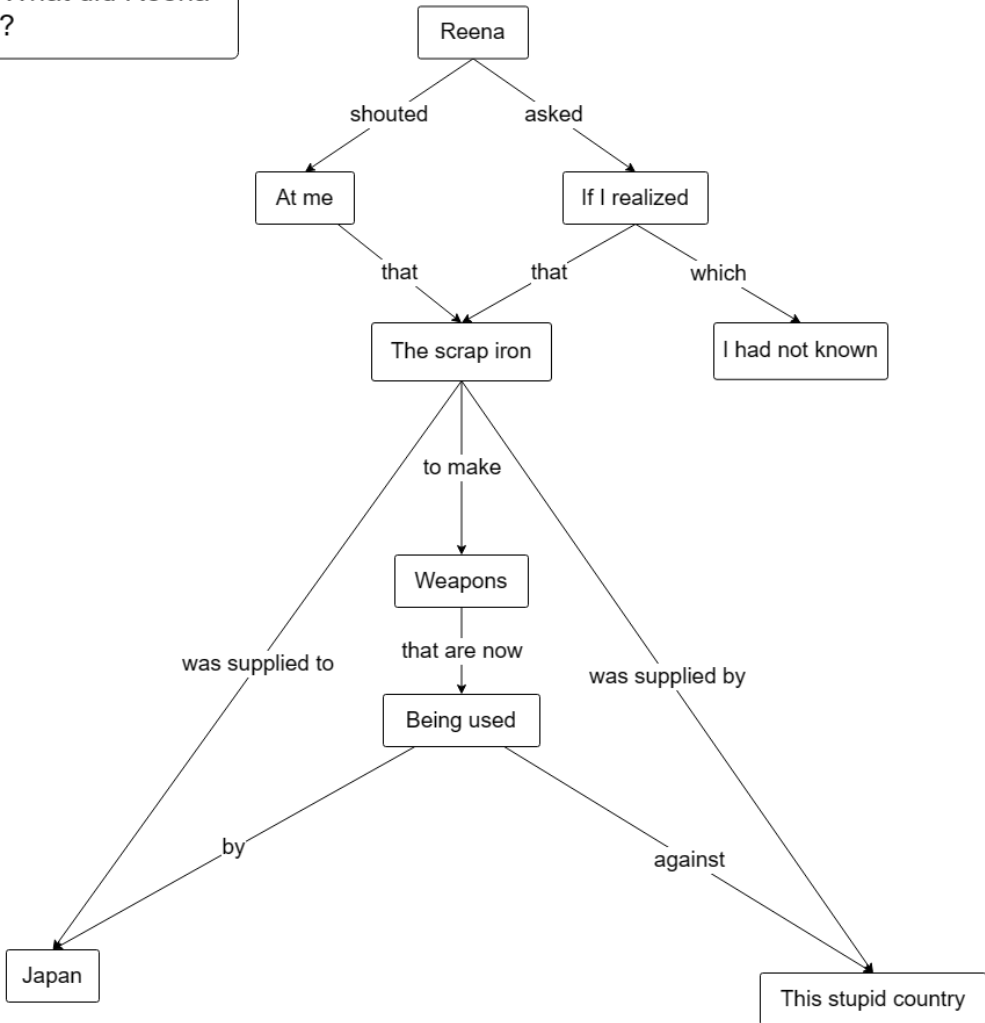 ?
Reena
shouted
asked
At me
If I realized
that
that
which
The scrap iron
I had not known
to make
Weapons
that are now
was supplied to
was supplied by
Being used
by
against
Japan
This stupid country